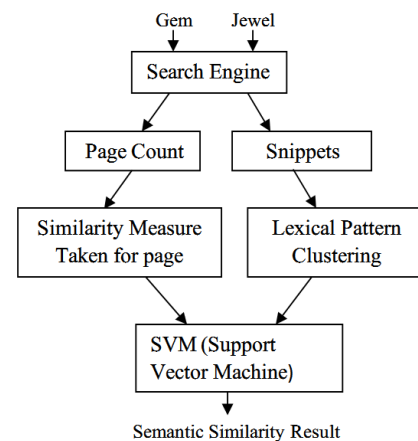 Gem Jewel
Search Engine
Page Count
Snippets
Similarity Measure
Taken for page
Lexical Pattern
Clustering
SVM (Support
Vector Machine)
Semantic Similarity Result